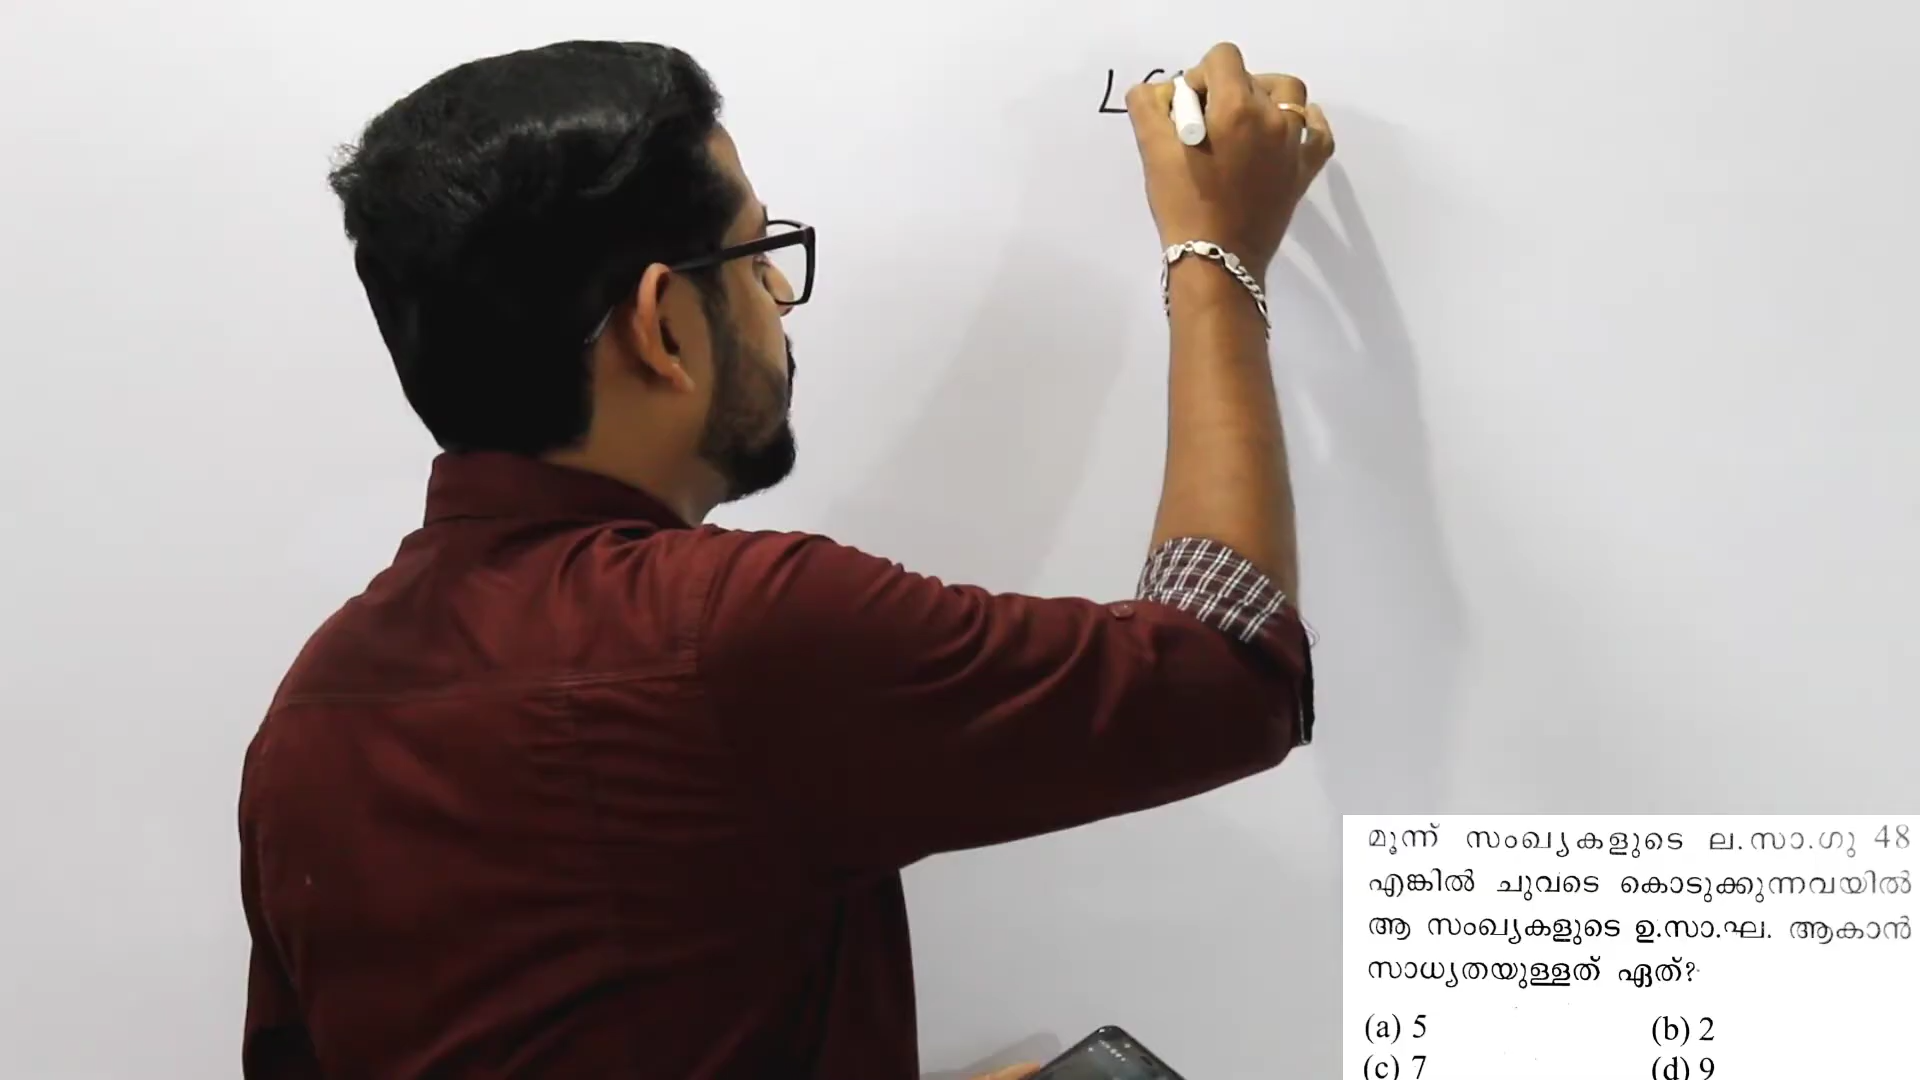 മൂന്ന് സംഖ്യകളുടെ ല.സാ.ഗു 48
എങ്കിൽ ചുവടെ കൊടുക്കുന്നവയിൽ
ആ സംഖ്യകളുടെ ഉ.സാ.ഘ. ആകാൻ
സാധ്യതയുള്ളത് ഏത്?
(a) 5 (b) 2
(c) 7 (d) 9